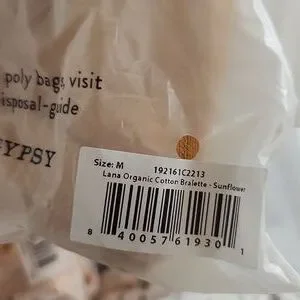 poly bags, visit
isposal-guide
YPSY
Size: M 192161C2213
Lana Organic Cotton Bralette - Sunflower
8 40057 61930 1